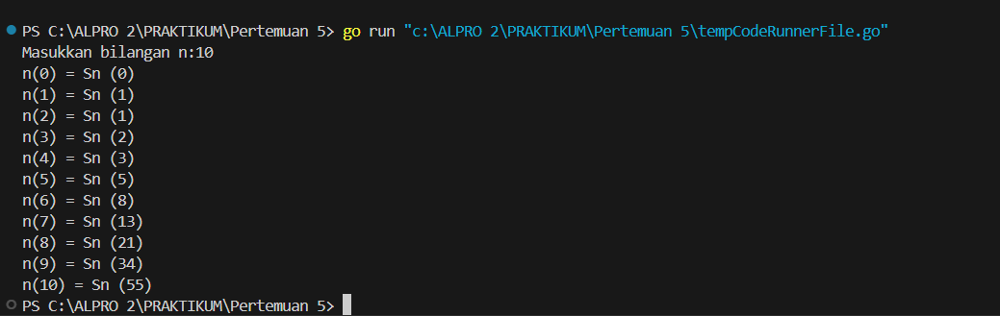 PS C:\ALPRO 2\PRAKTIKUM\Pertemuan 5> go run "c:\ALPRO 2\PRAKTIKUM\Pertemuan 5\tempCodeRunnerFile.go"
Masukkan bilangan n:10
n(0) = Sn (0)
n(1) = Sn (1)
n(2) = Sn (1)
n(3) = Sn (2)
n(4) = Sn (3)
n(5) = Sn (5)
n(6) = Sn (8)
n(7) = Sn (13)
n(8) = Sn (21)
n(9) = Sn (34)
n(10) = Sn (55)
PS C:\ALPRO 2\PRAKTIKUM\Pertemuan 5>